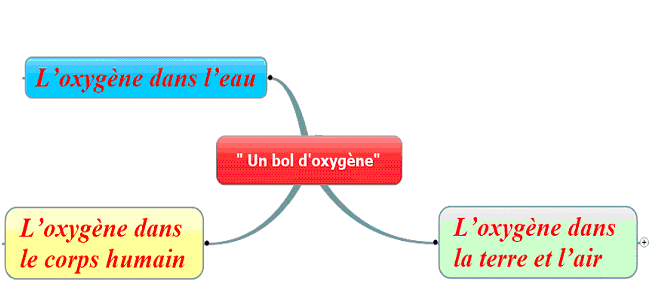 L'oxygène dans l'eau
" Un bol d'oxygène"
L'oxygène dans
le corps humain
L'oxygène dans
la terre et l'air